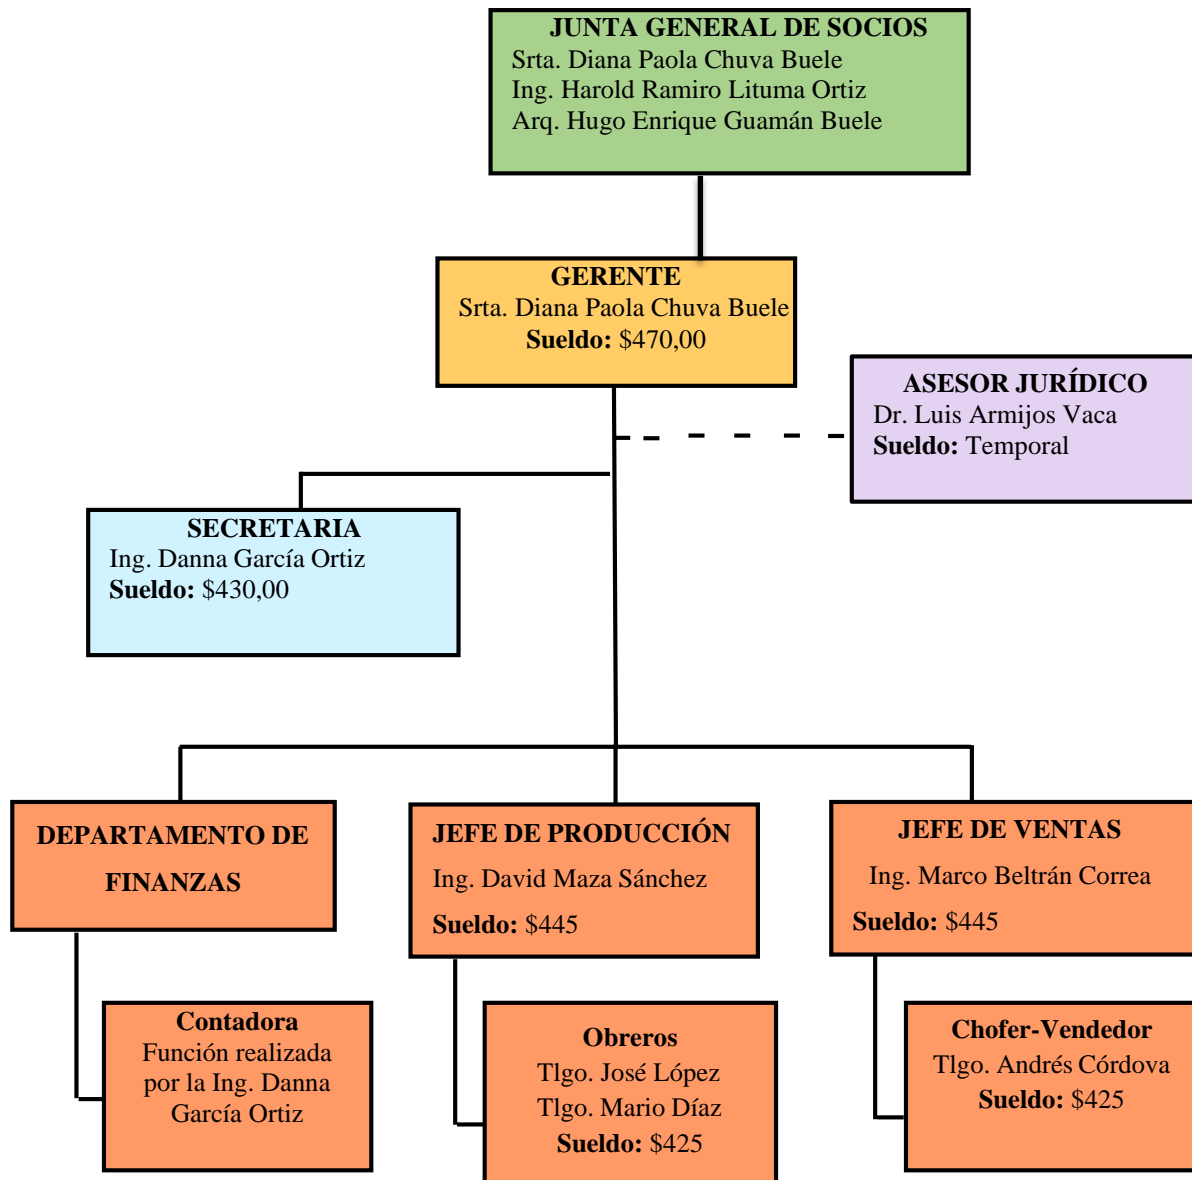 JUNTA GENERAL DE SOCIOS
Srta. Diana Paola Chuva Buele
Ing. Harold Ramiro Lituma Ortiz
Arq. Hugo Enrique Guamán Buele
GERENTE
Srta. Diana Paola Chuva Buele
Sueldo: $470,00
ASESOR JURÍDICO
Dr. Luis Armijos Vaca
Sueldo: Temporal
SECRETARIA
Ing. Danna García Ortiz
Sueldo: $430,00
DEPARTAMENTO DE
FINANZAS
JEFE DE PRODUCCIÓN
Ing. David Maza Sánchez
Sueldo: $445
JEFE DE VENTAS
Ing. Marco Beltrán Correa
Sueldo: $445
Contadora
Función realizada
por la Ing. Danna
García Ortiz
Obreros
Tlgo. José López
Tlgo. Mario Díaz
Sueldo: $425
Chofer-Vendedor
Tlgo. Andrés Córdova
Sueldo: $425